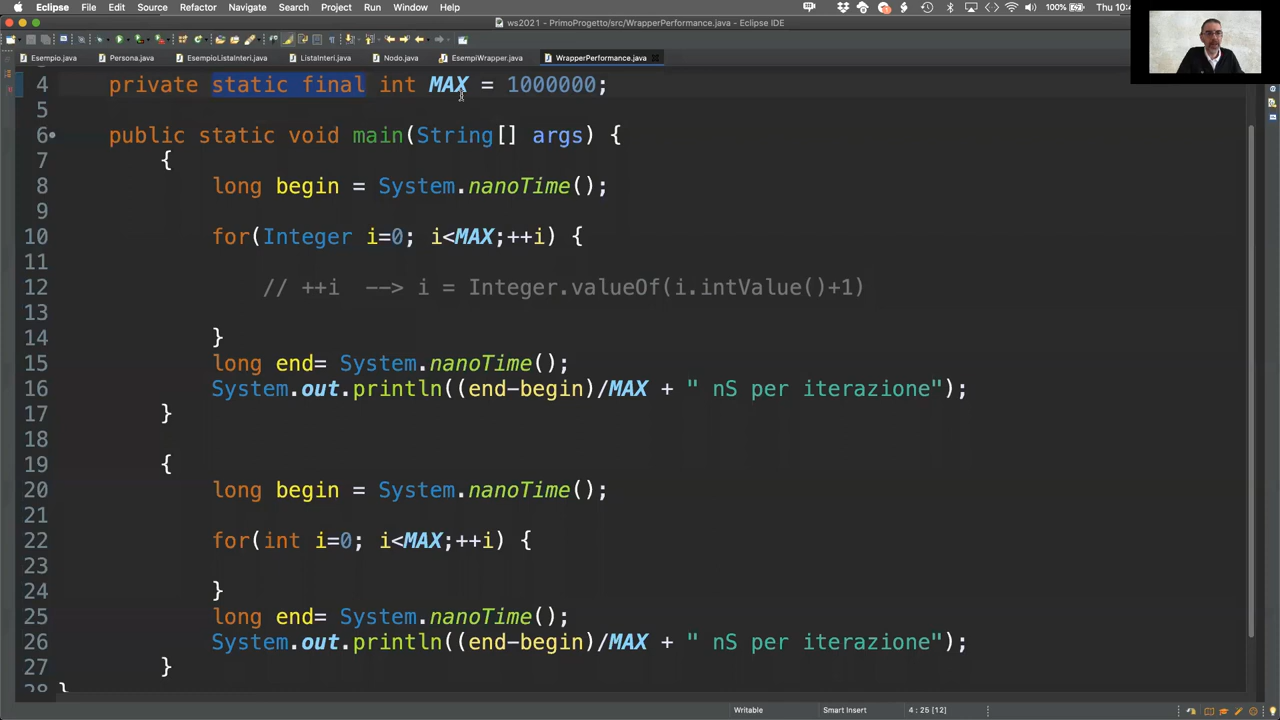 Eclipse File Edit Source Refactor Navigate Search Project Run Window Help 100% Thu 10:4
ws2021 - PrimoProgetto/src/WrapperPerformance.java - Eclipse IDE
Esempio.java Persona.java EsempioListaInteri.java ListaInteri.java Nodo.java EsempiWrapper.java WrapperPerformance.java
4 private static final int MAX = 1000000;
5
6 public static void main(String[] args) {
7 {
8 long begin = System.nanoTime();
9
10 for(Integer i=0; i<MAX;++i) {
11
12 // ++i --> i = Integer.valueOf(i.intValue()+1)
13
14 }
15 long end= System.nanoTime();
16 System.out.println((end-begin)/MAX + " nS per iterazione");
17 }
18
19 {
20 long begin = System.nanoTime();
21
22 for(int i=0; i<MAX;++i) {
23
24 }
25 long end= System.nanoTime();
26 System.out.println((end-begin)/MAX + " nS per iterazione");
27 }
28 }
Writable Smart Insert 4 : 25 [12]